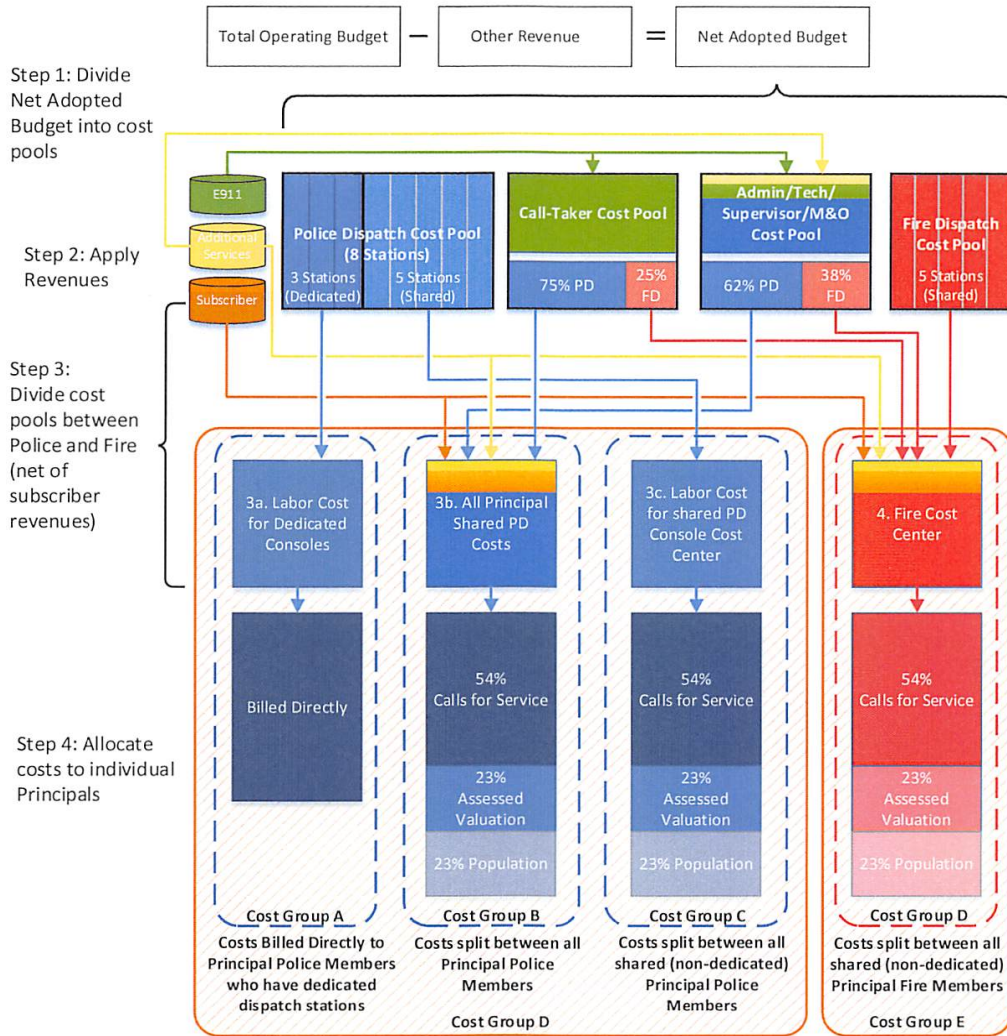 Total Operating Budget
−
Other Revenue
=
Net Adopted Budget
Step 1: Divide
Net Adopted
Budget into cost
pools
Step 2: Apply
Revenues
Step 3:
Divide cost
pools between
Police and Fire
(net of
subscriber
revenues)
Step 4: Allocate
costs to individual
Principals
E911
Additional
Services
Subscriber
Police Dispatch Cost Pool
(8 Stations)
3 Stations
(Dedicated)
5 Stations
(Shared)
Call-Taker Cost Pool
75% PD
25%
FD
Admin/Tech/
Supervisor/M&O
Cost Pool
62% PD
38%
FD
Fire Dispatch
Cost Pool
5 Stations
(Shared)
3a. Labor Cost
for Dedicated
Consoles
3b. All Principal
Shared PD
Costs
3c. Labor Cost
for shared PD
Console Cost
Center
4. Fire Cost
Center
Billed Directly
54%
Calls for Service
23%
Assessed
Valuation
23% Population
54%
Calls for Service
23%
Assessed
Valuation
23% Population
54%
Calls for Service
23%
Assessed
Valuation
23% Population
Cost Group A
Costs Billed Directly to
Principal Police Members
who have dedicated
dispatch stations
Cost Group B
Costs split between all
Principal Police
Members
Cost Group C
Costs split between all
shared (non-dedicated)
Principal Police
Members
Cost Group D
Cost Group D
Costs split between all
shared (non-dedicated)
Principal Fire Members
Cost Group E